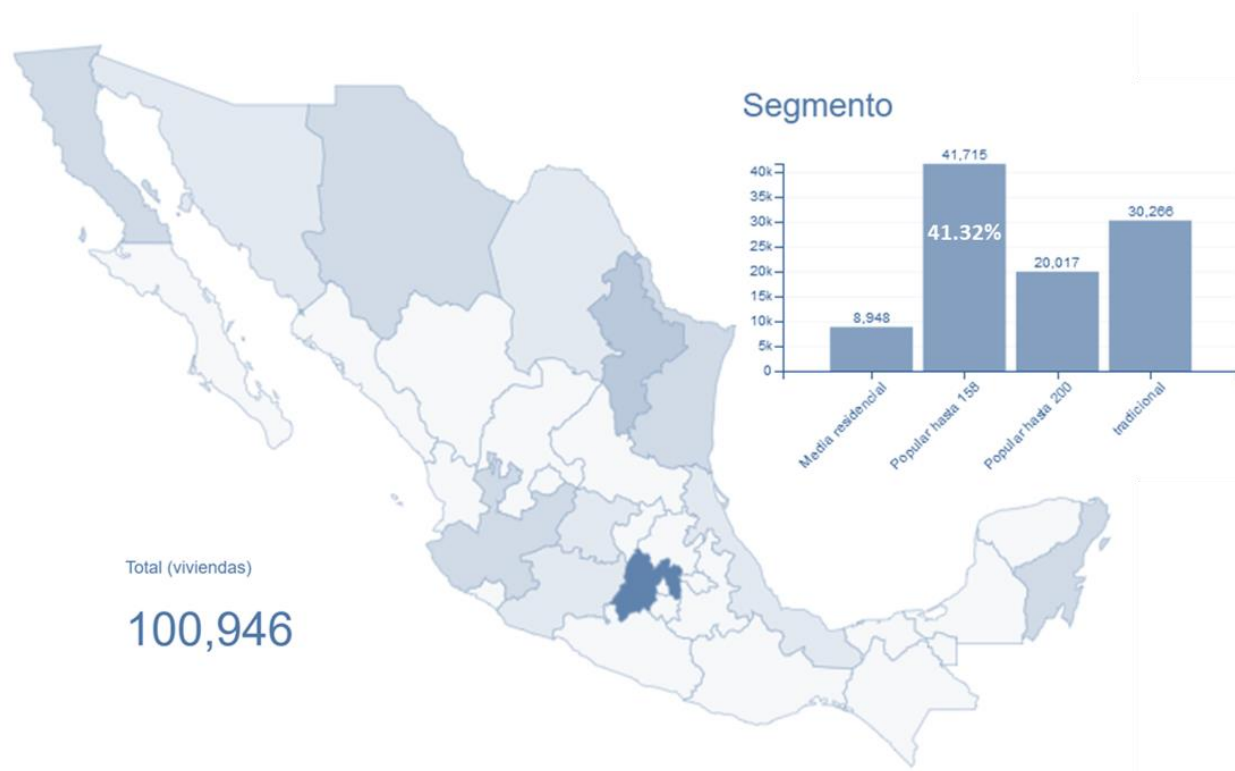 Segmento
40k
35k
30k
25k
20k
15k
10k
5k
0
8,948
41,715
41.32%
20,017
30,266
Media residencial
Popular hasta 158
Popular hasta 200
tradicional
Total (viviendas)
100,946